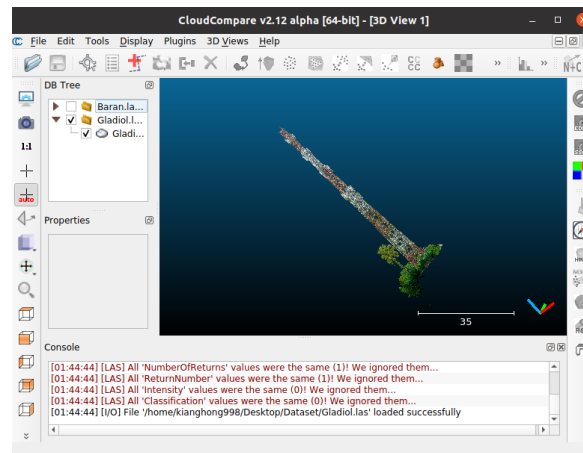 CloudCompare v2.12 alpha [64-bit] - [3D View 1]
File Edit Tools Display Plugins 3D Views Help
N+C
DB Tree
Baran.la...
Gladiol.l...
Gladi...
1:1
auto
Properties
35
Console
[01:44:44] [LAS] All 'NumberOfReturns' values were the same (1)! We ignored them...
[01:44:44] [LAS] All 'ReturnNumber' values were the same (1)! We ignored them...
[01:44:44] [LAS] All 'Intensity' values were the same (0)! We ignored them...
[01:44:44] [LAS] All 'Classification' values were the same (0)! We ignored them...
[01:44:44] [I/O] File '/home/kianghong998/Desktop/Dataset/Gladiol.las' loaded successfully